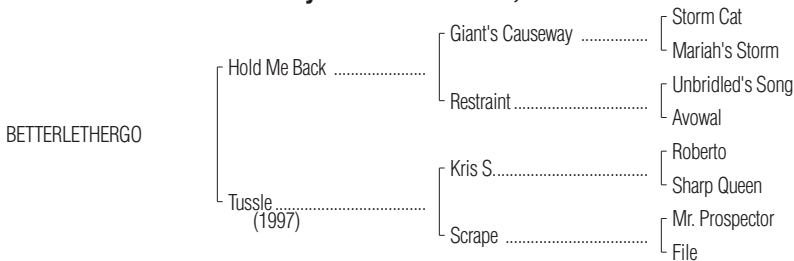 Storm Cat
Giant's Causeway ................
Mariah's Storm
Hold Me Back ......................
Unbridled's Song
Restraint ................................
Avowal
BETTERLETHERGO
Roberto
Kris S. ....................................
Sharp Queen
Tussle ....................................
(1997)
Mr. Prospector
Scrape ..................................
File